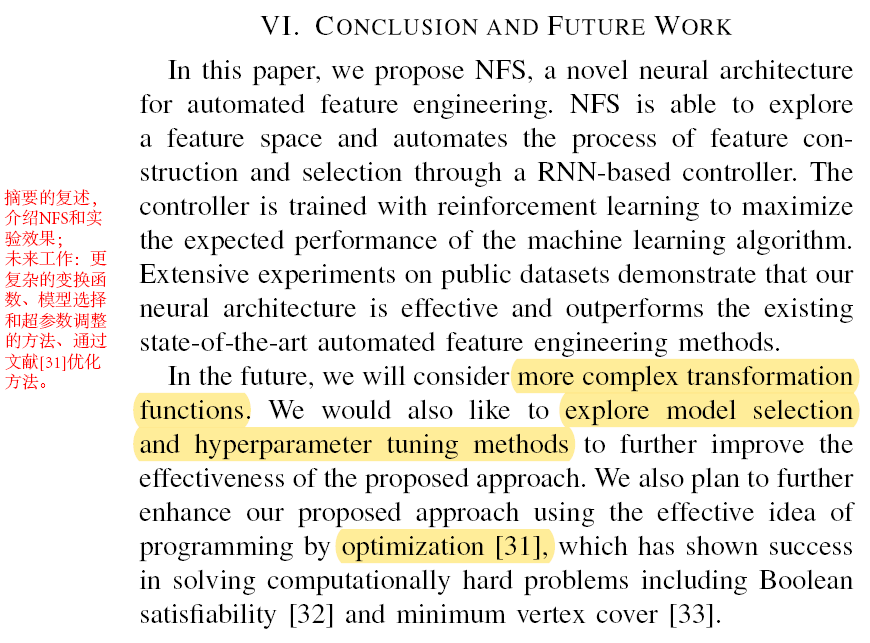 VI. CONCLUSION AND FUTURE WORK
In this paper, we propose NFS, a novel neural architecture
for automated feature engineering. NFS is able to explore
a feature space and automates the process of feature con-
struction and selection through a RNN-based controller. The
controller is trained with reinforcement learning to maximize
the expected performance of the machine learning algorithm.
Extensive experiments on public datasets demonstrate that our
neural architecture is effective and outperforms the existing
state-of-the-art automated feature engineering methods.
In the future, we will consider more complex transformation
functions. We would also like to explore model selection
and hyperparameter tuning methods to further improve the
effectiveness of the proposed approach. We also plan to further
enhance our proposed approach using the effective idea of
programming by optimization [31], which has shown success
in solving computationally hard problems including Boolean
satisfiability [32] and minimum vertex cover [33].
摘要的复述，
介绍NFS和实
验效果；
未来工作：更
复杂的变换函
数、模型选择
和超参数调整
的方法、通过
文献[31]优化
方法。